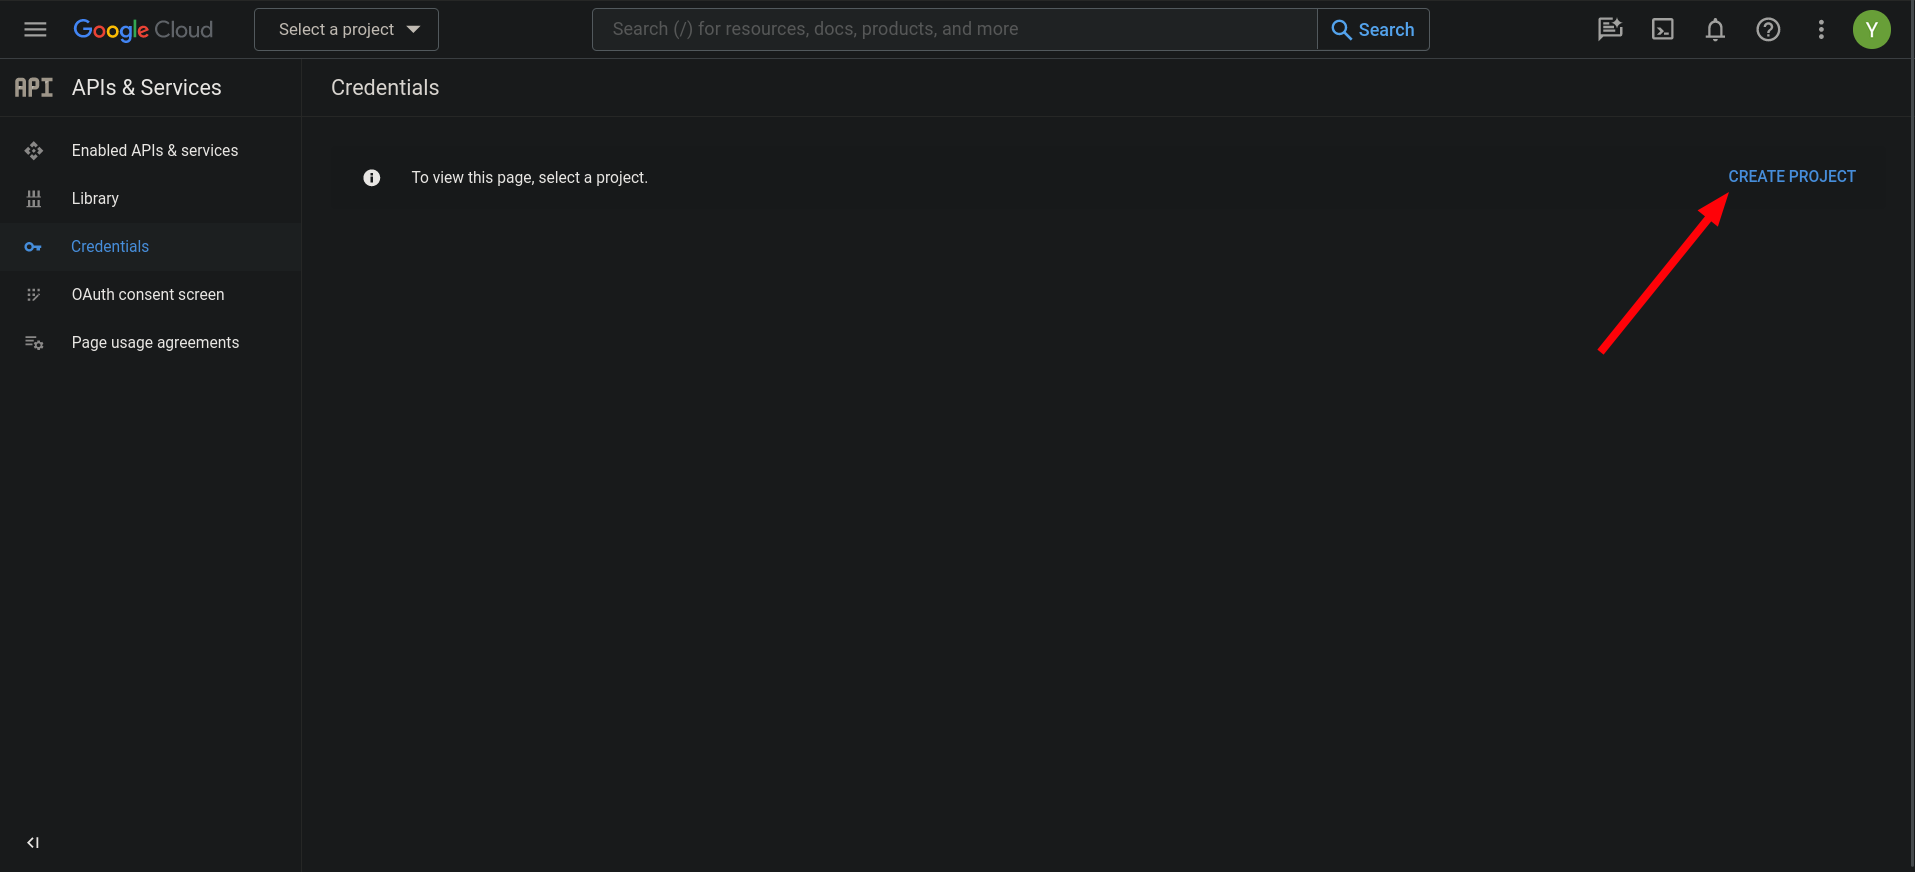 Google Cloud
Select a project
Search (/) for resources, docs, products, and more
Search
Y
API
APIs & Services
Credentials
Enabled APIs & services
Library
Credentials
OAuth consent screen
Page usage agreements
To view this page, select a project.
CREATE PROJECT